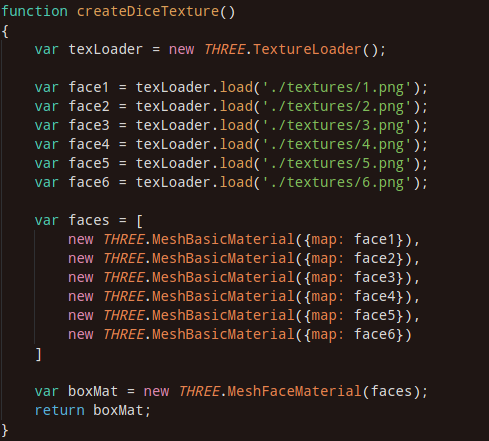 function createDiceTexture()
{
    var texLoader = new THREE.TextureLoader();

    var face1 = texLoader.load('./textures/1.png');
    var face2 = texLoader.load('./textures/2.png');
    var face3 = texLoader.load('./textures/3.png');
    var face4 = texLoader.load('./textures/4.png');
    var face5 = texLoader.load('./textures/5.png');
    var face6 = texLoader.load('./textures/6.png');

    var faces = [
        new THREE.MeshBasicMaterial({map: face1}),
        new THREE.MeshBasicMaterial({map: face2}),
        new THREE.MeshBasicMaterial({map: face3}),
        new THREE.MeshBasicMaterial({map: face4}),
        new THREE.MeshBasicMaterial({map: face5}),
        new THREE.MeshBasicMaterial({map: face6})
    ]

    var boxMat = new THREE.MeshFaceMaterial(faces);
    return boxMat;
}